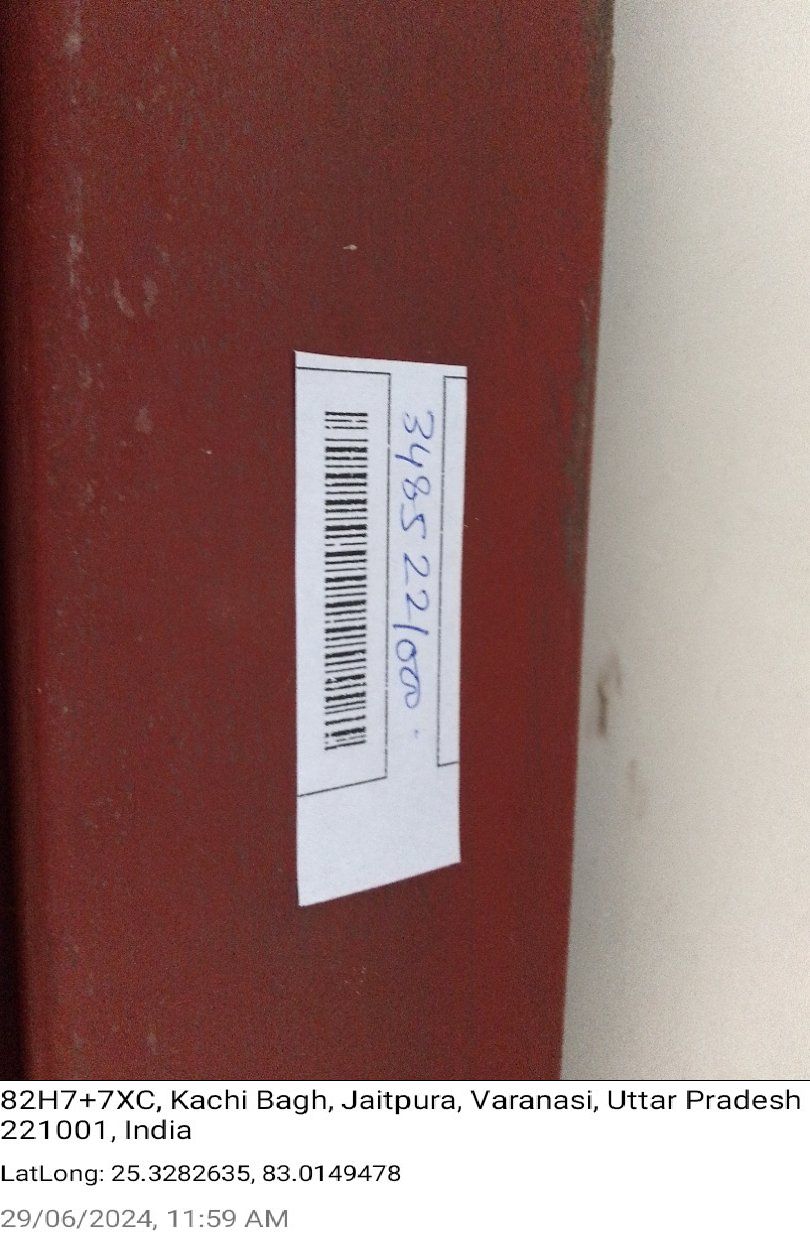 3485221000.
82H7+7XC, Kachi Bagh, Jaitpura, Varanasi, Uttar Pradesh
221001, India
LatLong: 25.3282635, 83.0149478
29/06/2024, 11:59 AM